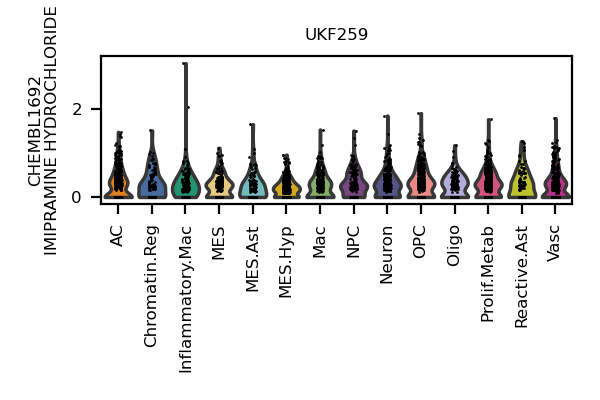 UKF259
CHEMBL1692
IMIPRAMINE HYDROCHLORIDE
2
0
AC
Chromatin.Reg
Inflammatory.Mac
MES
MES.Ast
MES.Hyp
Mac
NPC
Neuron
OPC
Oligo
Prolif.Metab
Reactive.Ast
Vasc